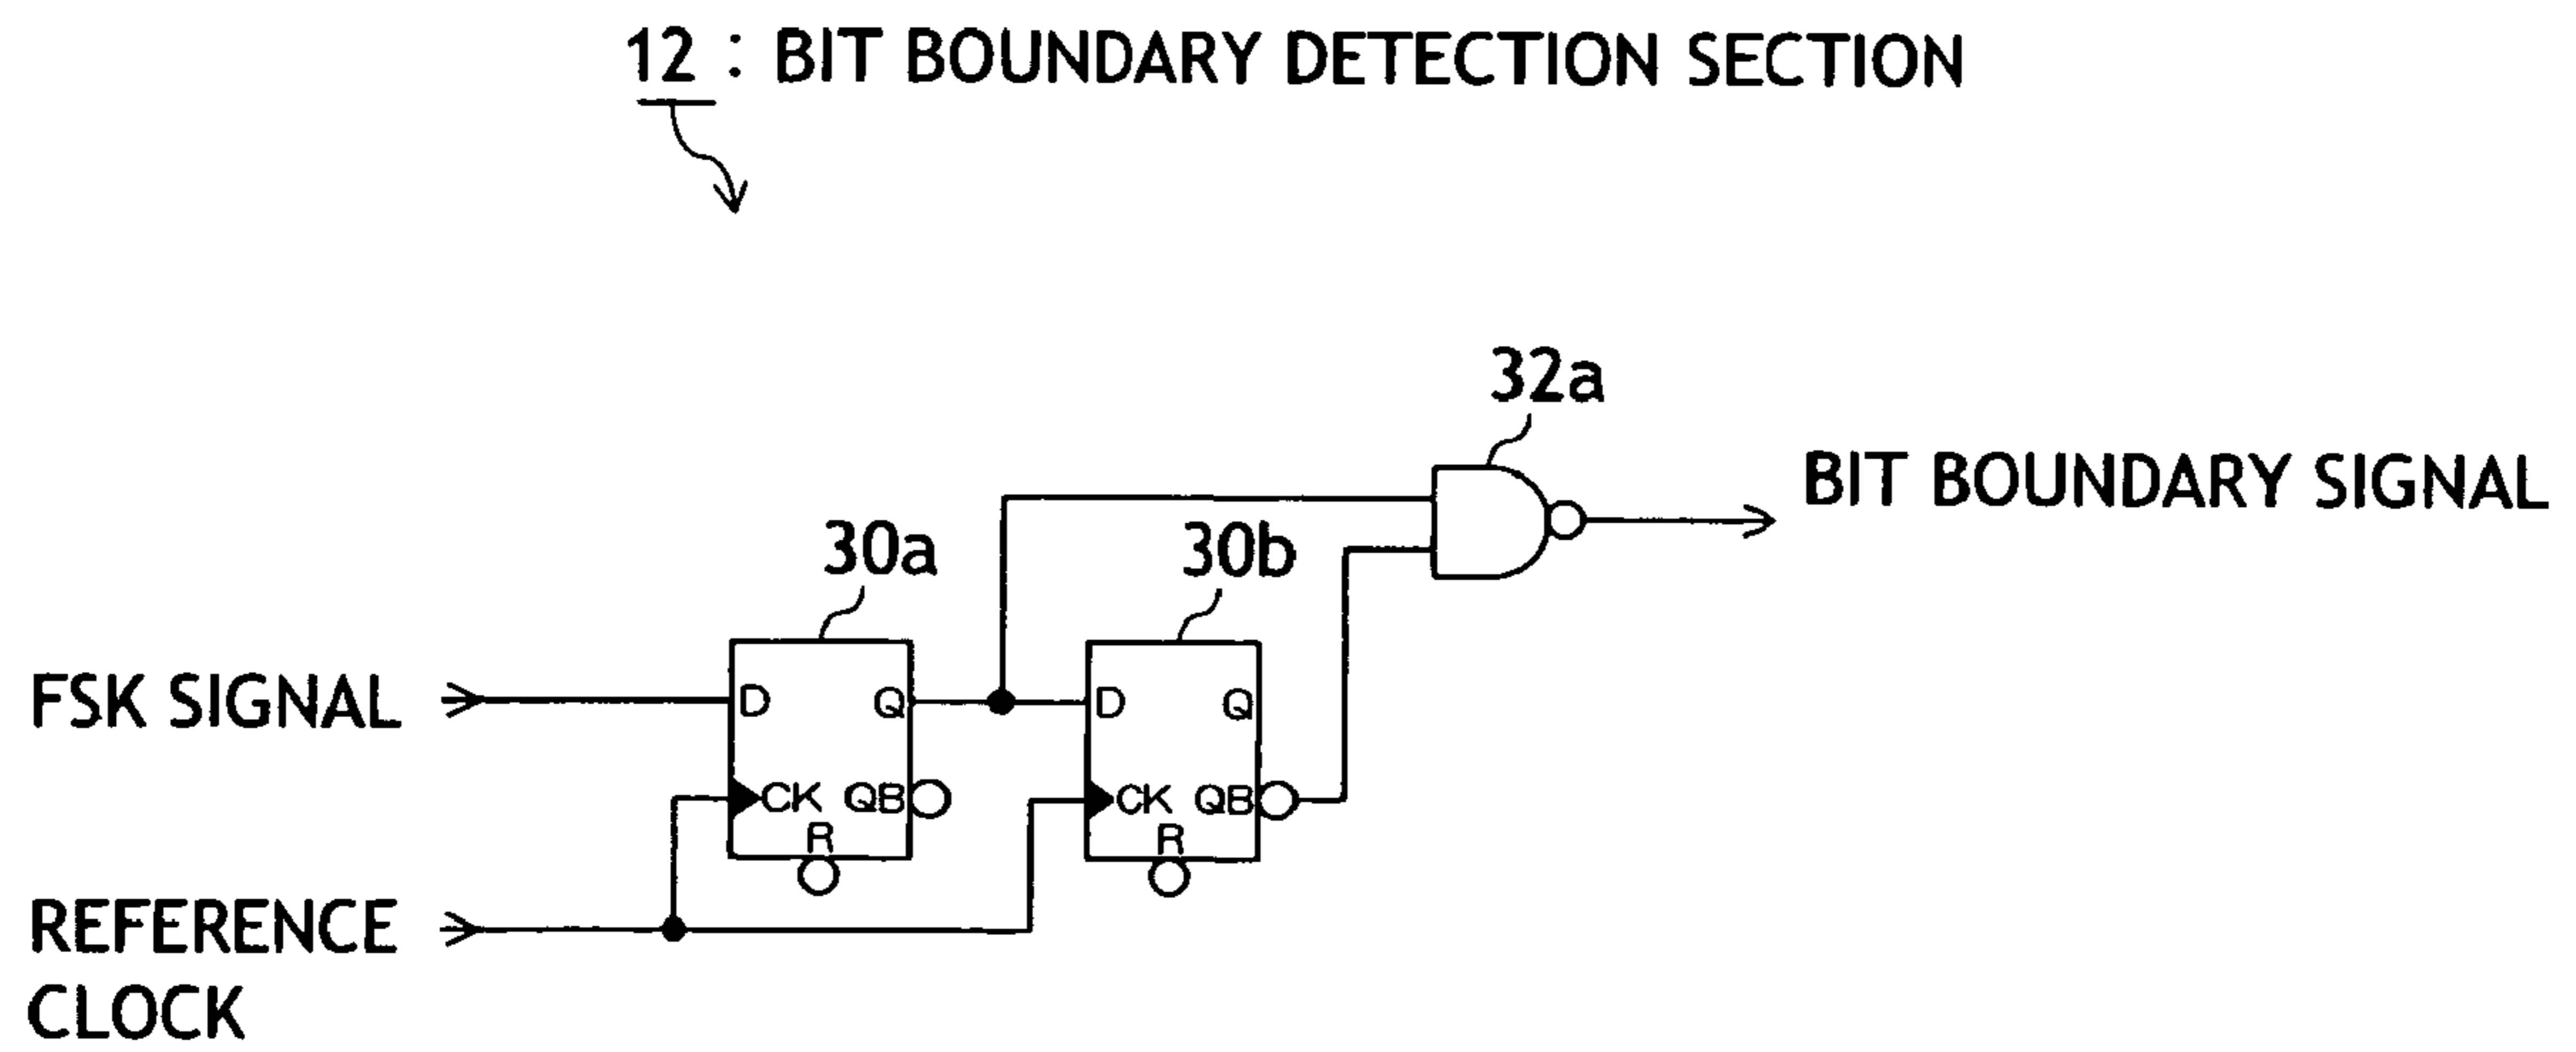 12 : BIT BOUNDARY DETECTION SECTION
32a
BIT BOUNDARY SIGNAL
30a
30b
FSK SIGNAL
D Q
D Q
CK QB
CK QB
R
R
REFERENCE
CLOCK